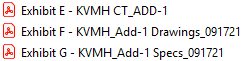 Exhibit E - KVMH CT_ADD-1
Exhibit F - KVMH_Add-1 Drawings_091721
Exhibit G - KVMH_Add-1 Specs_091721